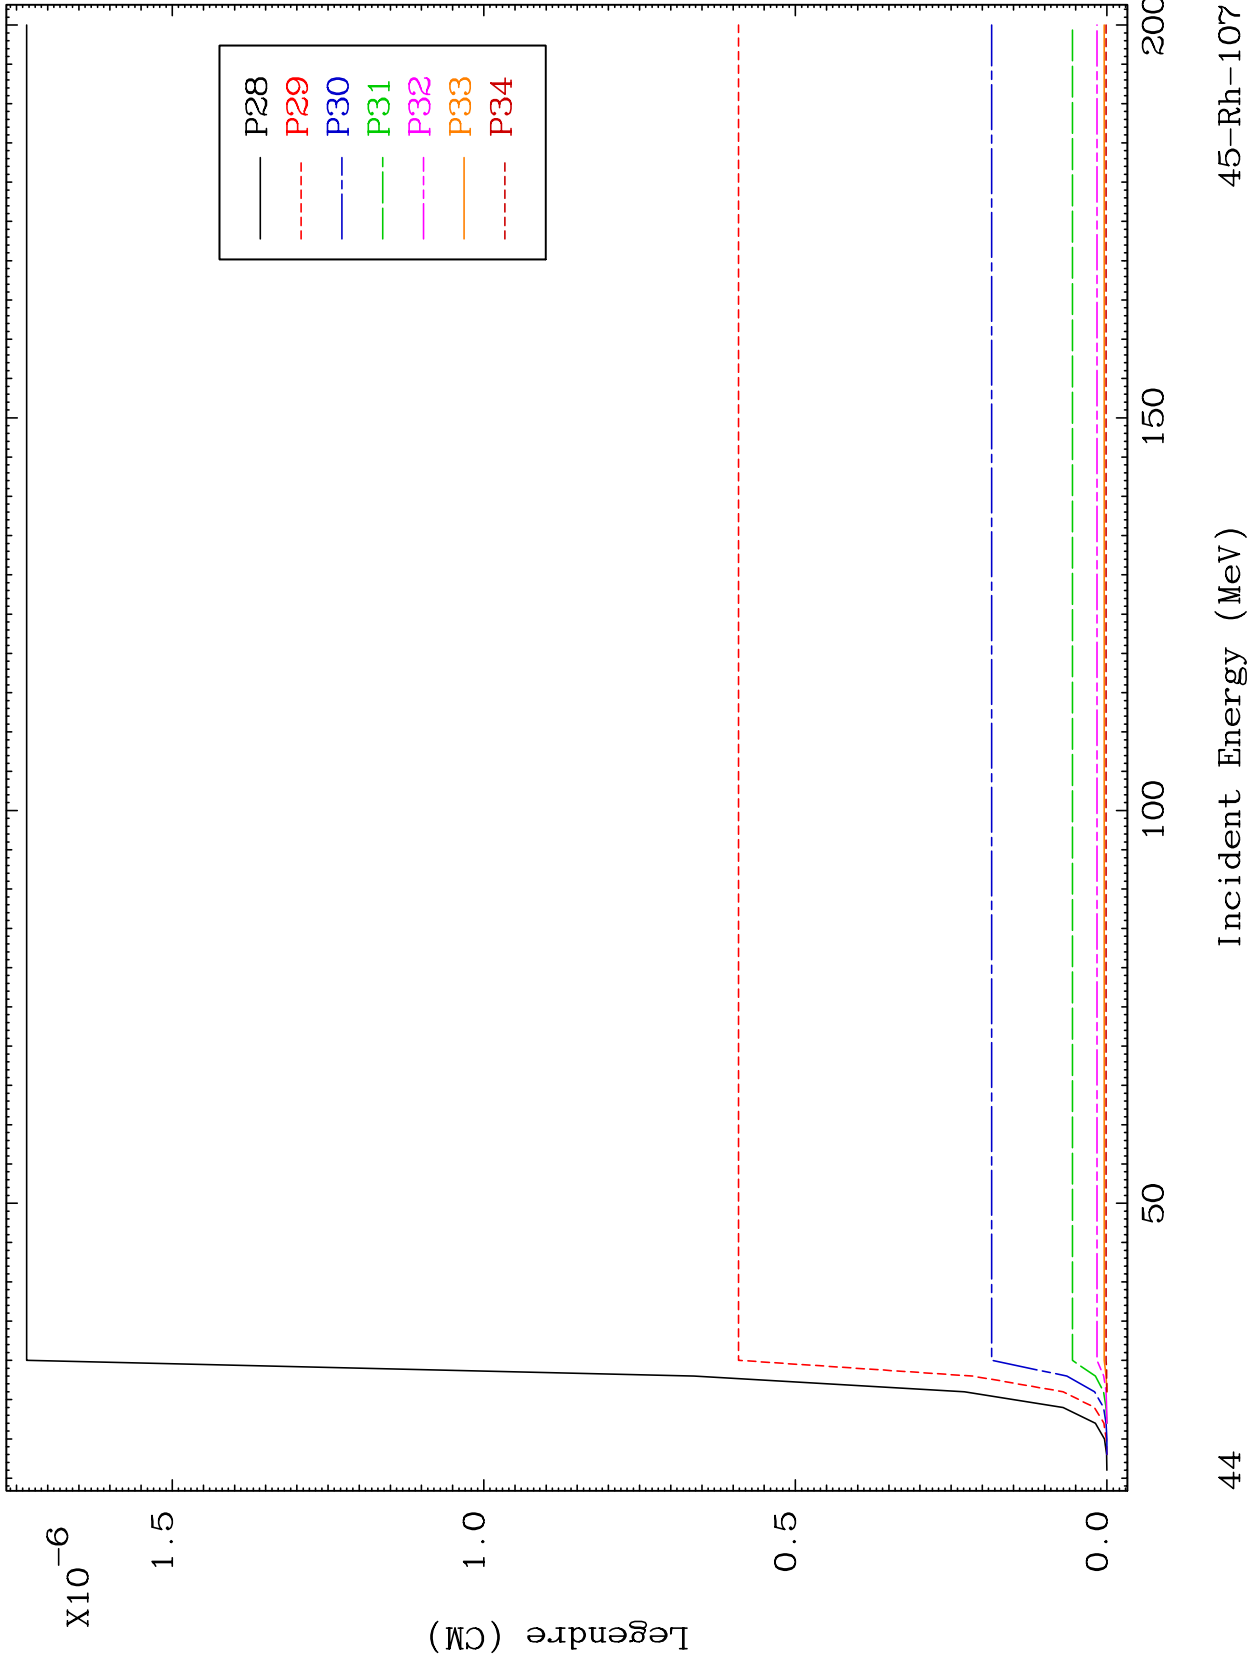 X10-6
1.5
1.0
0.5
0.0
Legendre (CM)
P28
P29
P30
P31
P32
P33
P34
50
100
150
200
Incident Energy (MeV)
44
45-Rh-107